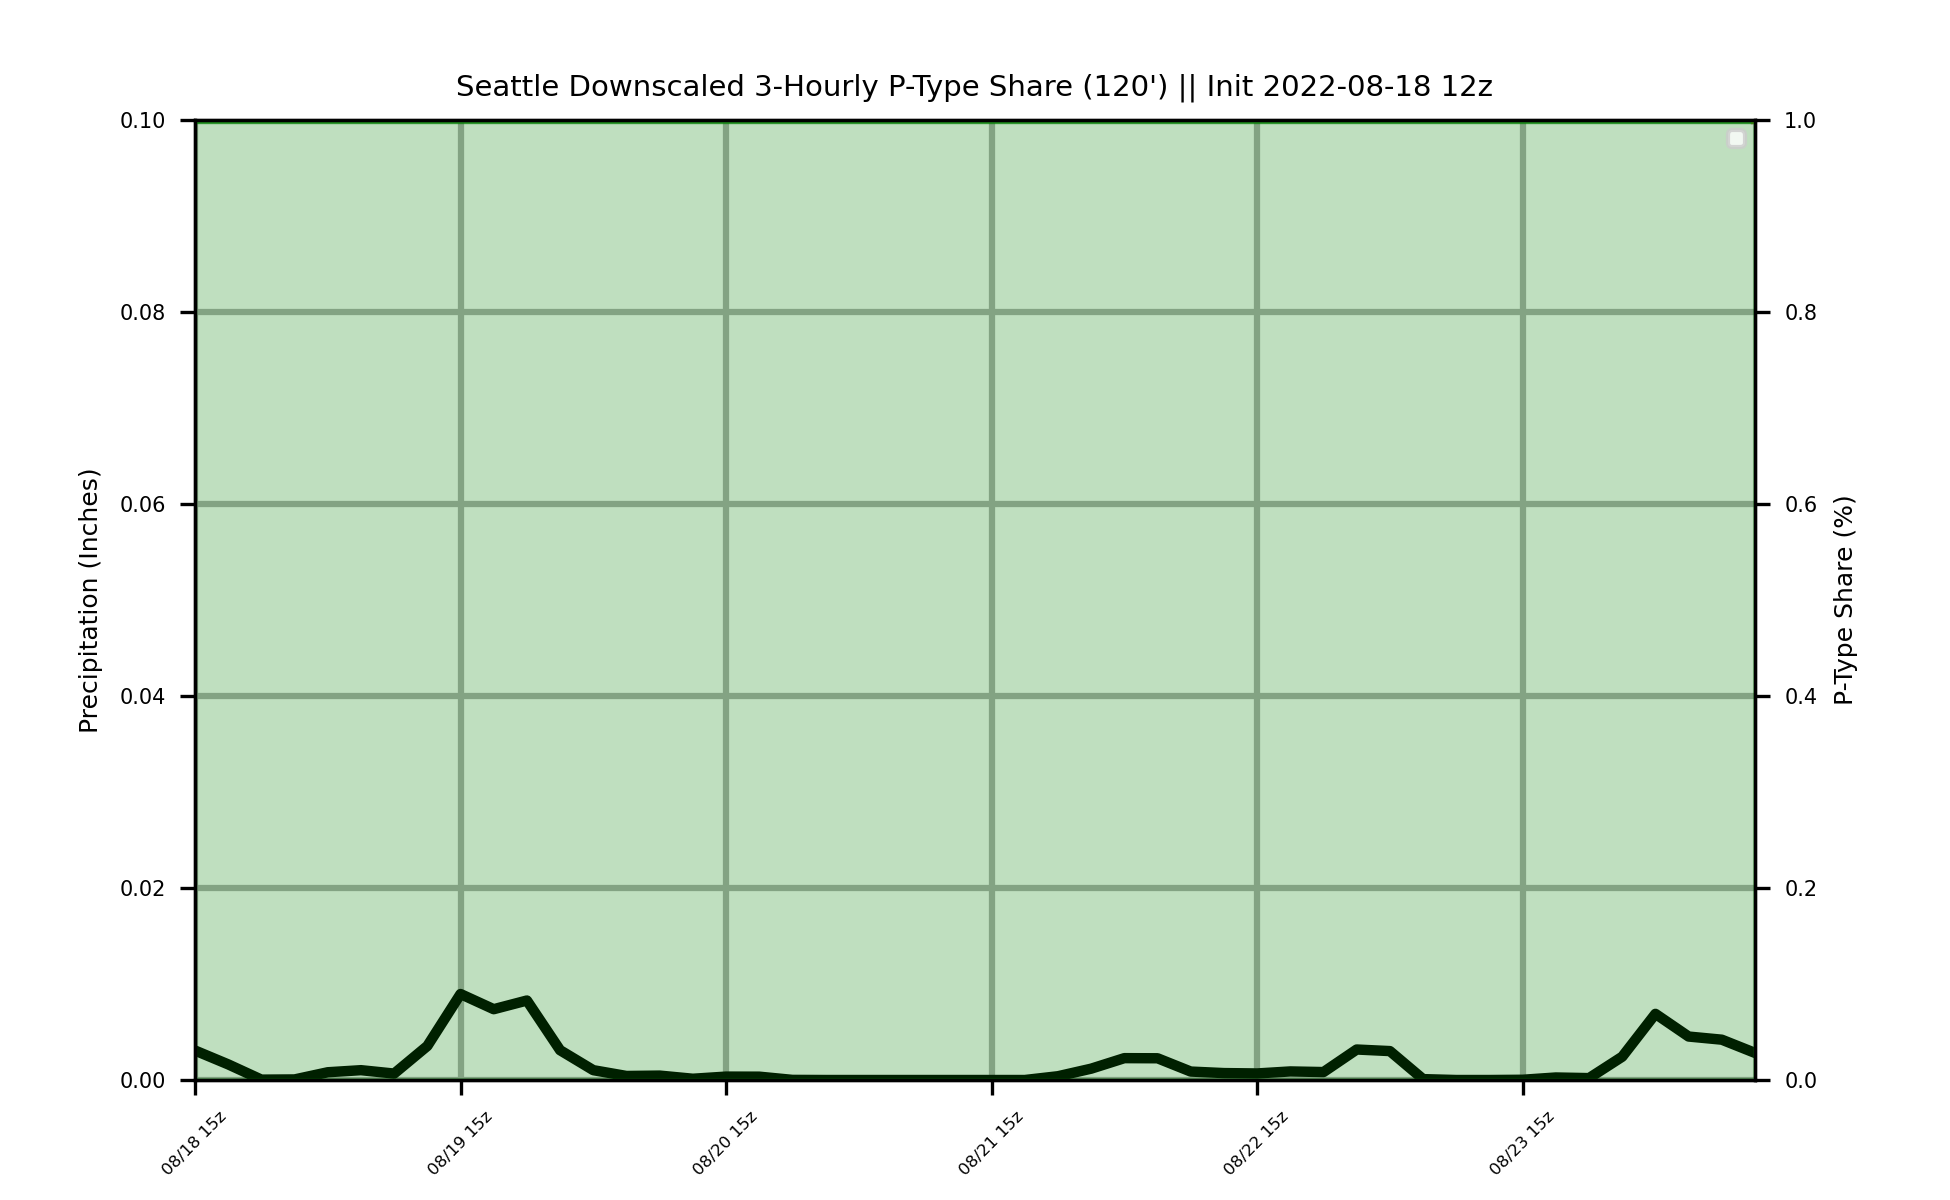 Seattle Downscaled 3-Hourly P-Type Share (120') || Init 2022-08-18 12z
Precipitation (Inches)
0.10
0.08
0.06
0.04
0.02
0.00
1.0
0.8
0.6
0.4
0.2
0.0
P-Type Share (%)
08/18 15z
08/19 15z
08/20 15z
08/21 15z
08/22 15z
08/23 15z